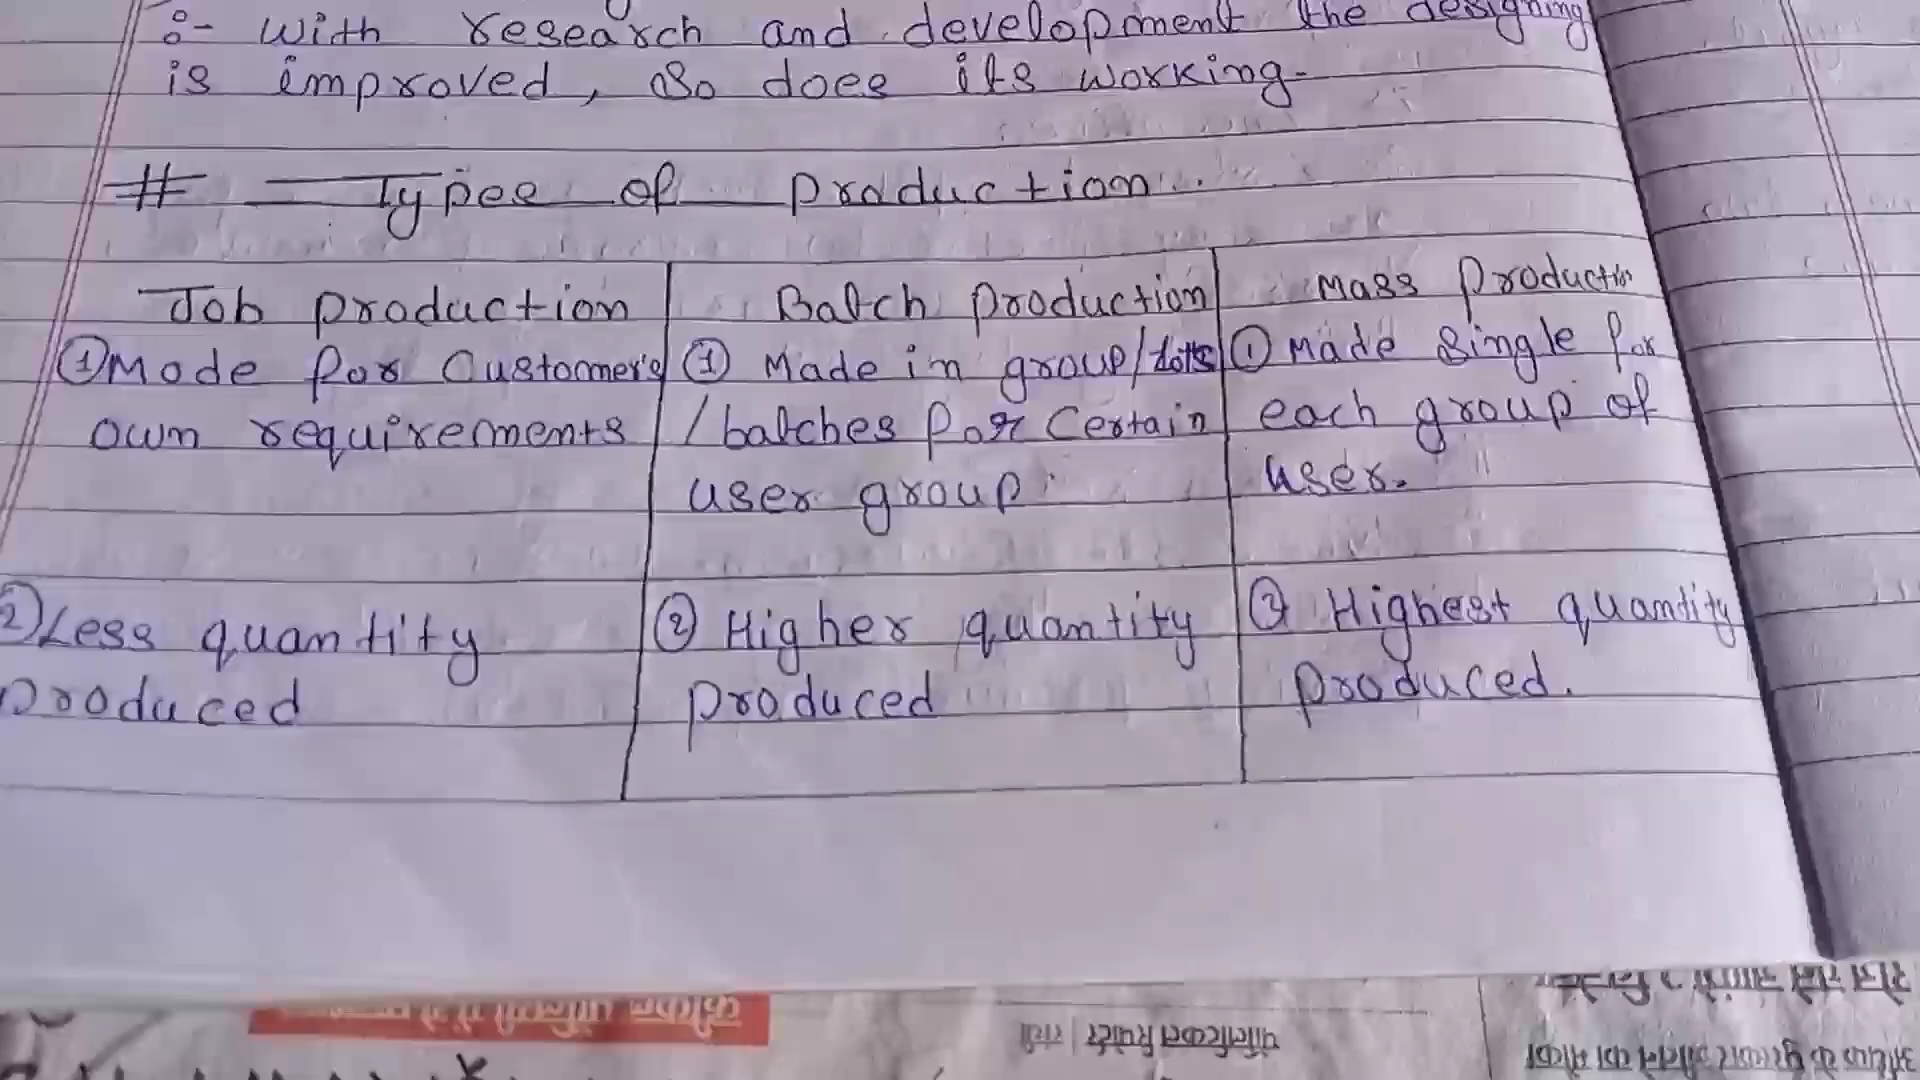 :- With research and development the designing
is improved, So does its working.
# Types of production
Job production
① Mode for Customer's
own requirements
② Less quantity
produced
Batch production
① Made in group/lots
/batches for Certain
user group
② Higher quantity
produced
Mass Production
① Made Single for
each group of
user.
② Highest quantity
produced.